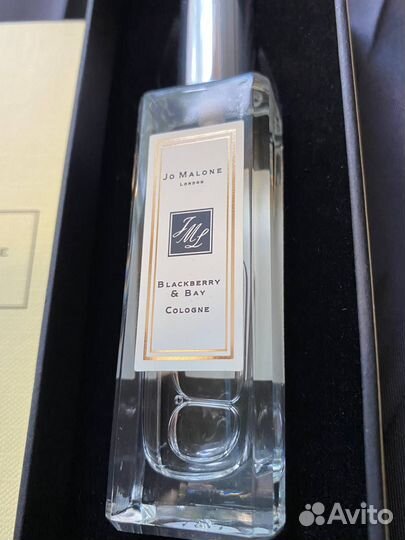 Jo Malone
London
JML
Blackberry
& Bay
Cologne
E
Avito